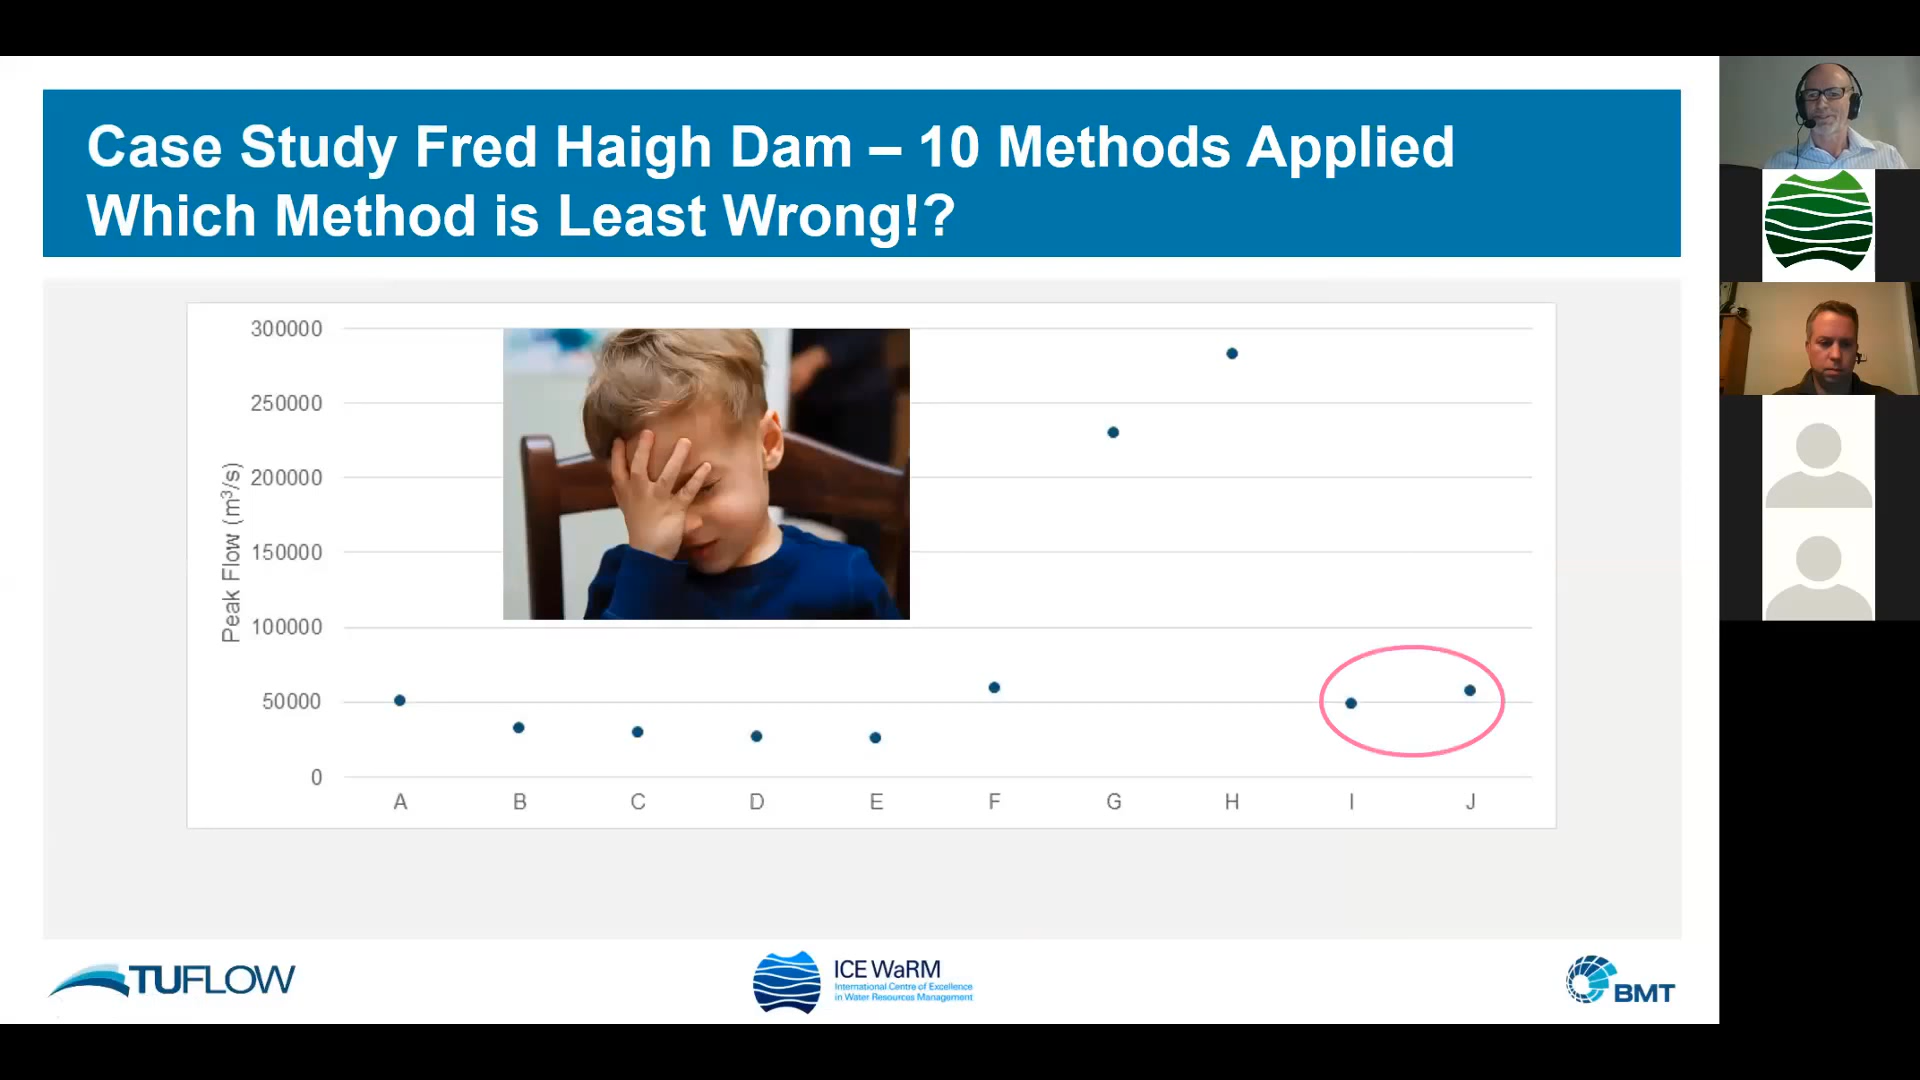 Case Study Fred Haigh Dam – 10 Methods Applied
Which Method is Least Wrong!?
300000
250000
200000
150000
100000
50000
0
Peak Flow (m³/s)
A B C D E F G H I J
TUFLOW
ICE WaRM
International Centre of Excellence
in Water Resources Management
BMT